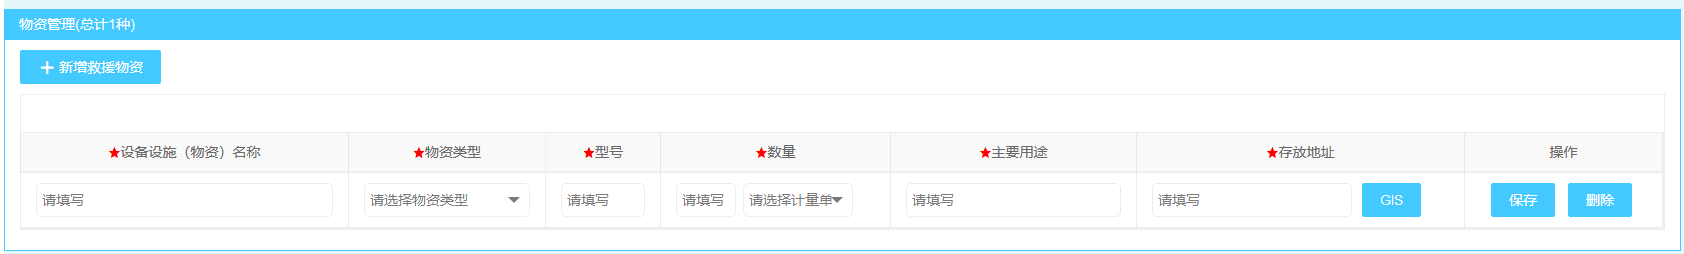 物资管理(总计1种)
+ 新增救援物资
★设备设施（物资）名称 ★物资类型 ★型号 ★数量 ★主要用途 ★存放地址 操作
请填写 请选择物资类型 请填写 请填写 请选择计量单 请填写 请填写 GIS 保存 删除